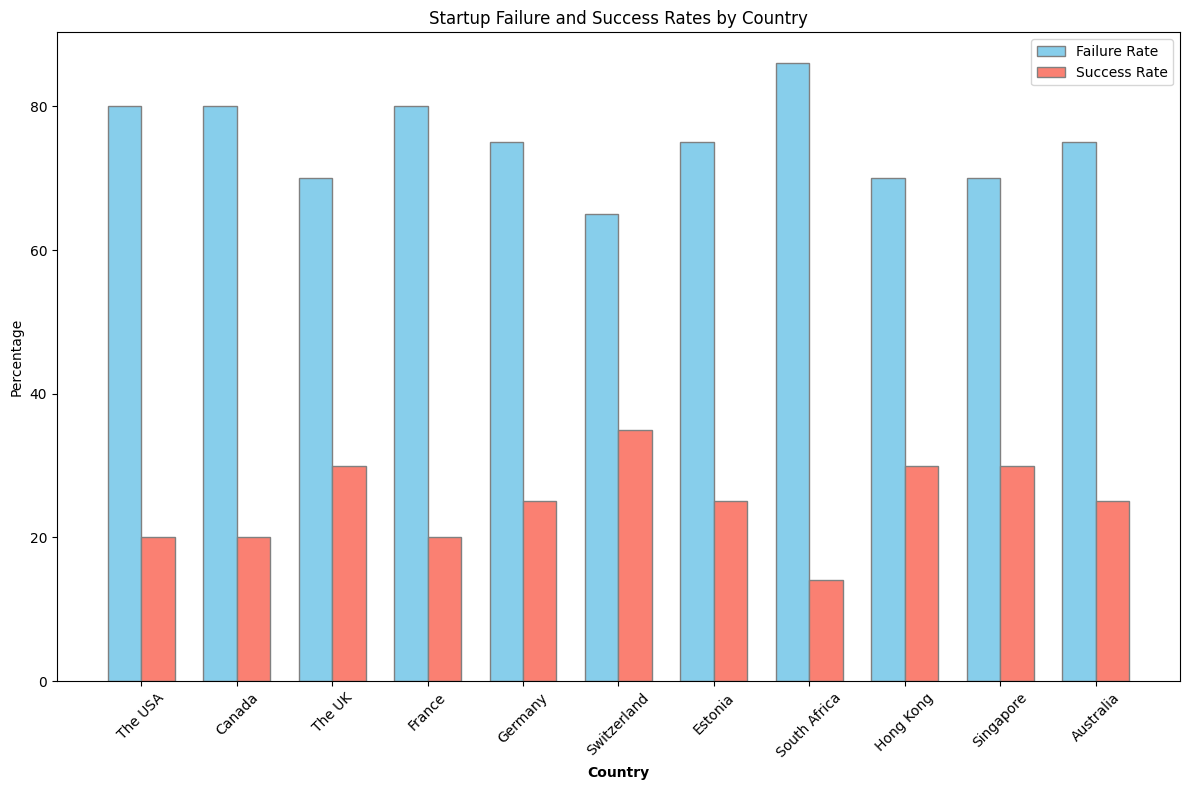 Startup Failure and Success Rates by Country
Failure Rate
Success Rate
Percentage
80
60
40
20
0
The USA
Canada
The UK
France
Germany
Switzerland
Estonia
South Africa
Hong Kong
Singapore
Australia
Country